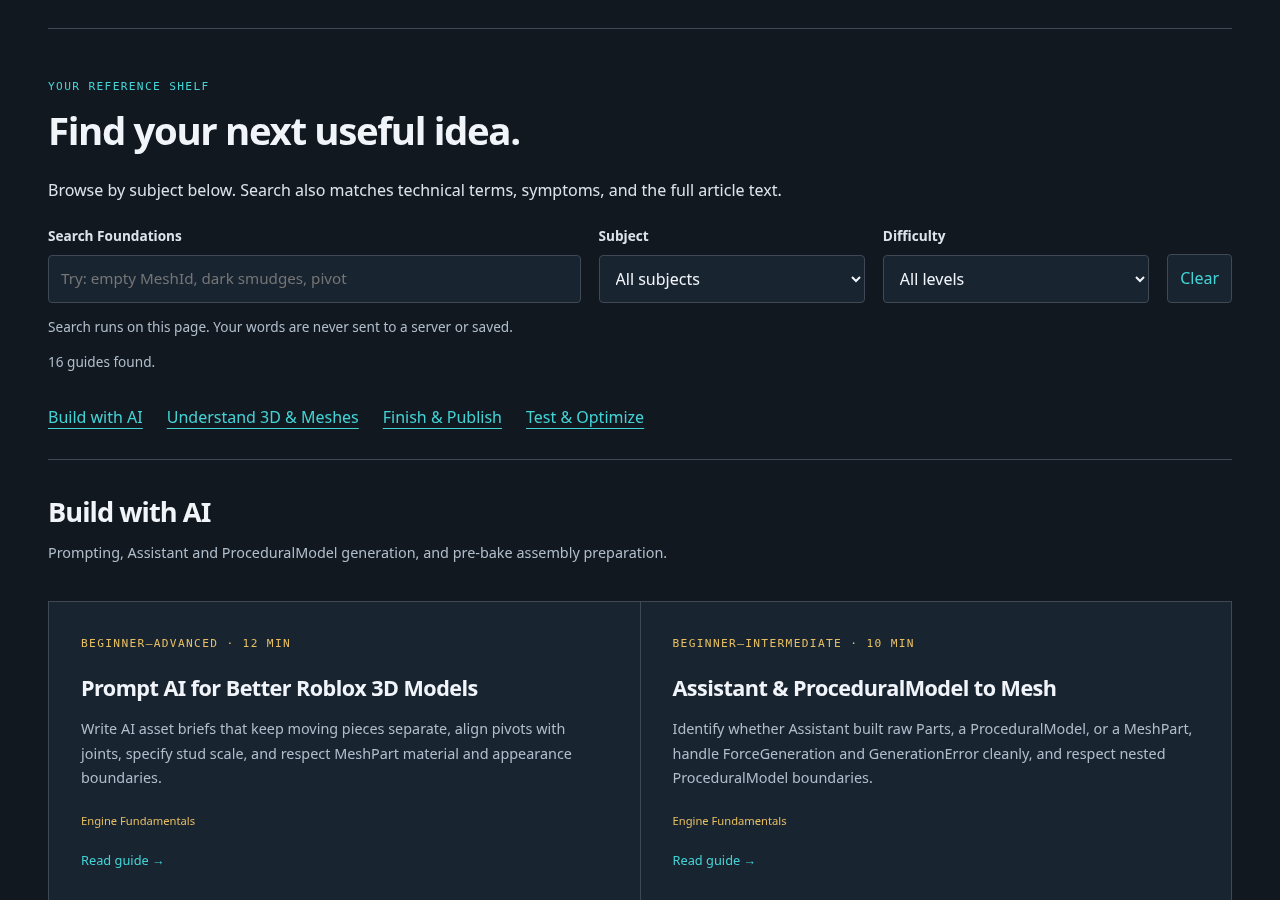 YOUR REFERENCE SHELF
Find your next useful idea.
Browse by subject below. Search also matches technical terms, symptoms, and the full article text.
Search Foundations
Subject
Difficulty
Try: empty MeshId, dark smudges, pivot
All subjects
All levels
Clear
Search runs on this page. Your words are never sent to a server or saved.
16 guides found.
Build with AI
Understand 3D & Meshes
Finish & Publish
Test & Optimize
Build with AI
Prompting, Assistant and ProceduralModel generation, and pre-bake assembly preparation.
BEGINNER—ADVANCED · 12 MIN
Prompt AI for Better Roblox 3D Models
Write AI asset briefs that keep moving pieces separate, align pivots with
joints, specify stud scale, and respect MeshPart material and appearance
boundaries.
Engine Fundamentals
Read guide →
BEGINNER—INTERMEDIATE · 10 MIN
Assistant & ProceduralModel to Mesh
Identify whether Assistant built raw Parts, a ProceduralModel, or a MeshPart,
handle ForceGeneration and GenerationError cleanly, and respect nested
ProceduralModel boundaries.
Engine Fundamentals
Read guide →